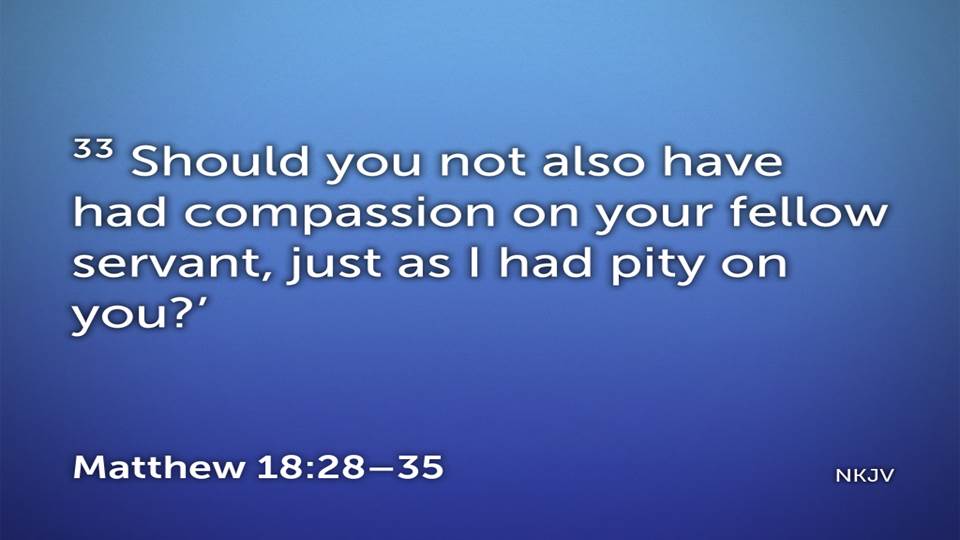 ³³ Should you not also have
had compassion on your fellow
servant, just as I had pity on
you?’
Matthew 18:28–35
NKJV